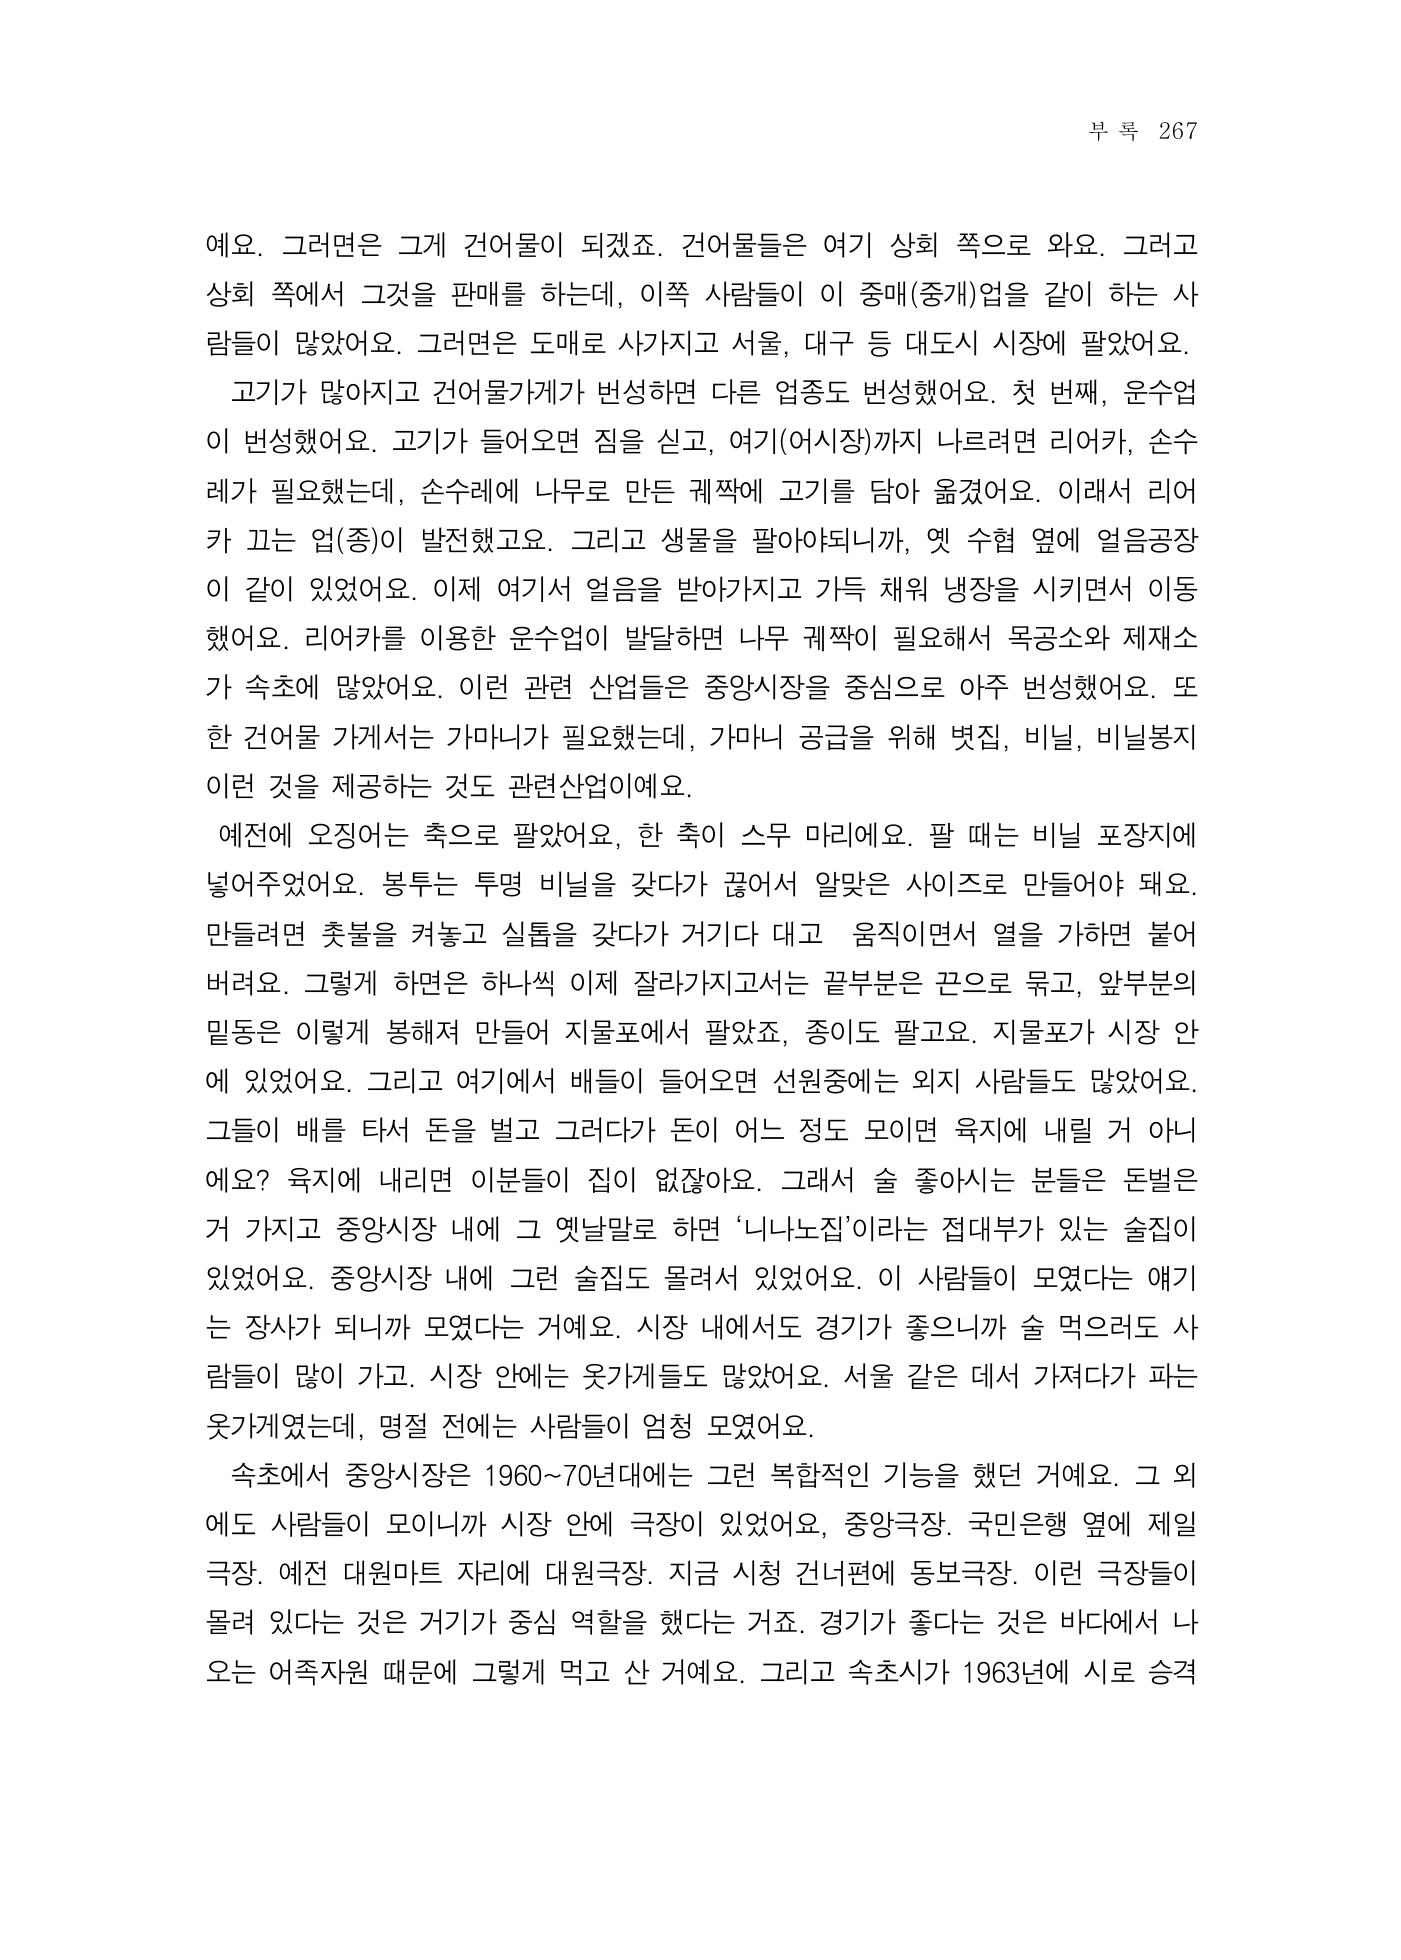 부 록 267
예요. 그러면은 그게 건어물이 되겠죠. 건어물들은 여기 상회 쪽으로 와요. 그러고
상회 쪽에서 그것을 판매를 하는데, 이쪽 사람들이 이 중매(중개)업을 같이 하는 사
람들이 많았어요. 그러면은 도매로 사가지고 서울, 대구 등 대도시 시장에 팔았어요.
고기가 많아지고 건어물가게가 번성하면 다른 업종도 번성했어요. 첫 번째, 운수업
이 번성했어요. 고기가 들어오면 짐을 싣고, 여기(어시장)까지 나르려면 리어카, 손수
레가 필요했는데, 손수레에 나무로 만든 궤짝에 고기를 담아 옮겼어요. 이래서 리어
카 끄는 업(종)이 발전했고요. 그리고 생물을 팔아야되니까, 옛 수협 옆에 얼음공장
이 같이 있었어요. 이제 여기서 얼음을 받아가지고 가득 채워 냉장을 시키면서 이동
했어요. 리어카를 이용한 운수업이 발달하면 나무 궤짝이 필요해서 목공소와 제재소
가 속초에 많았어요. 이런 관련 산업들은 중앙시장을 중심으로 아주 번성했어요. 또
한 건어물 가게서는 가마니가 필요했는데, 가마니 공급을 위해 볏집, 비닐, 비닐봉지
이런 것을 제공하는 것도 관련산업이예요.
예전에 오징어는 축으로 팔았어요, 한 축이 스무 마리에요. 팔 때는 비닐 포장지에
넣어주었어요. 봉투는 투명 비닐을 갖다가 끊어서 알맞은 사이즈로 만들어야 돼요.
만들려면 촛불을 켜놓고 실톱을 갖다가 거기다 대고 움직이면서 열을 가하면 붙어
버려요. 그렇게 하면은 하나씩 이제 잘라가지고서는 끝부분은 끈으로 묶고, 앞부분의
밑동은 이렇게 봉해져 만들어 지물포에서 팔았죠, 종이도 팔고요. 지물포가 시장 안
에 있었어요. 그리고 여기에서 배들이 들어오면 선원중에는 외지 사람들도 많았어요.
그들이 배를 타서 돈을 벌고 그러다가 돈이 어느 정도 모이면 육지에 내릴 거 아니
에요? 육지에 내리면 이분들이 집이 없잖아요. 그래서 술 좋아시는 분들은 돈벌은
거 가지고 중앙시장 내에 그 옛날말로 하면 ‘니나노집’이라는 접대부가 있는 술집이
있었어요. 중앙시장 내에 그런 술집도 몰려서 있었어요. 이 사람들이 모였다는 얘기
는 장사가 되니까 모였다는 거예요. 시장 내에서도 경기가 좋으니까 술 먹으러도 사
람들이 많이 가고. 시장 안에는 옷가게들도 많았어요. 서울 같은 데서 가져다가 파는
옷가게였는데, 명절 전에는 사람들이 엄청 모였어요.
속초에서 중앙시장은 1960~70년대에는 그런 복합적인 기능을 했던 거예요. 그 외
에도 사람들이 모이니까 시장 안에 극장이 있었어요, 중앙극장. 국민은행 옆에 제일
극장. 예전 대원마트 자리에 대원극장. 지금 시청 건너편에 동보극장. 이런 극장들이
몰려 있다는 것은 거기가 중심 역할을 했다는 거죠. 경기가 좋다는 것은 바다에서 나
오는 어족자원 때문에 그렇게 먹고 산 거예요. 그리고 속초시가 1963년에 시로 승격